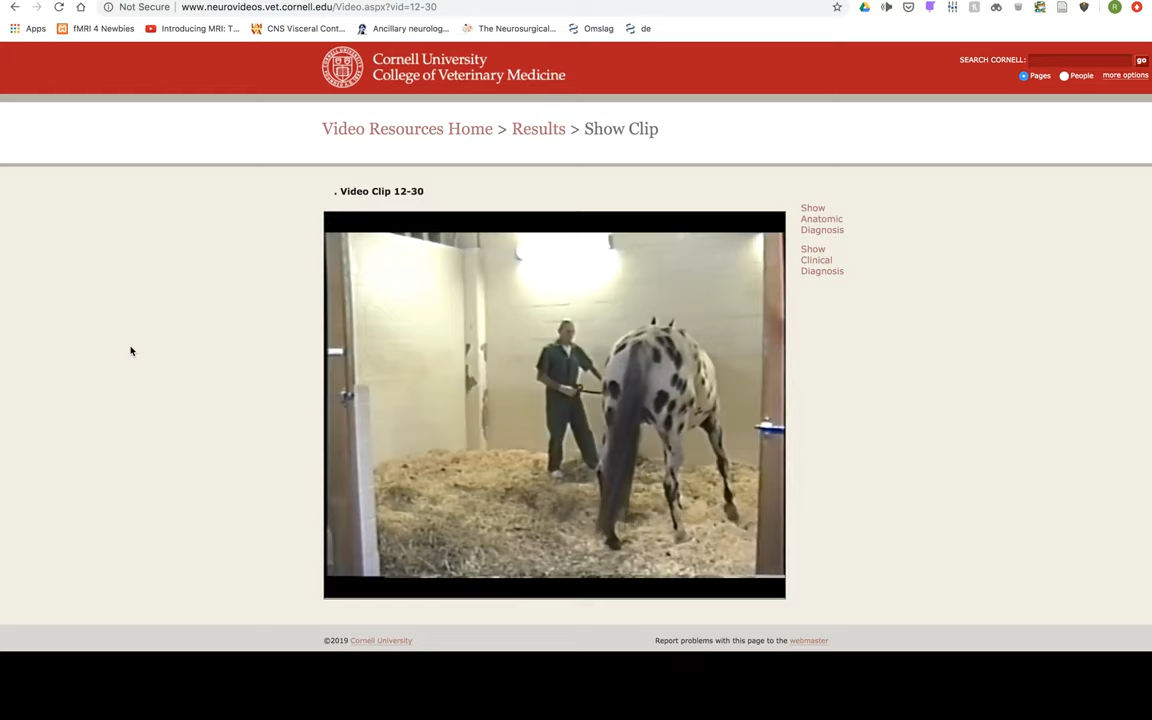 Not Secure
www.neurovideos.vet.cornell.edu/Video.aspx?vid=12-30
R
Apps
fMRI 4 Newbies
Introducing MRI: T...
CNS Visceral Cont...
Ancillary neurolog...
The Neurosurgical...
Omslag
de
Cornell University
College of Veterinary Medicine
SEARCH CORNELL:
go
Pages
People
more options
Video Resources Home > Results > Show Clip
. Video Clip 12-30
Show
Anatomic
Diagnosis
Show
Clinical
Diagnosis
©2019 Cornell University
Report problems with this page to the webmaster